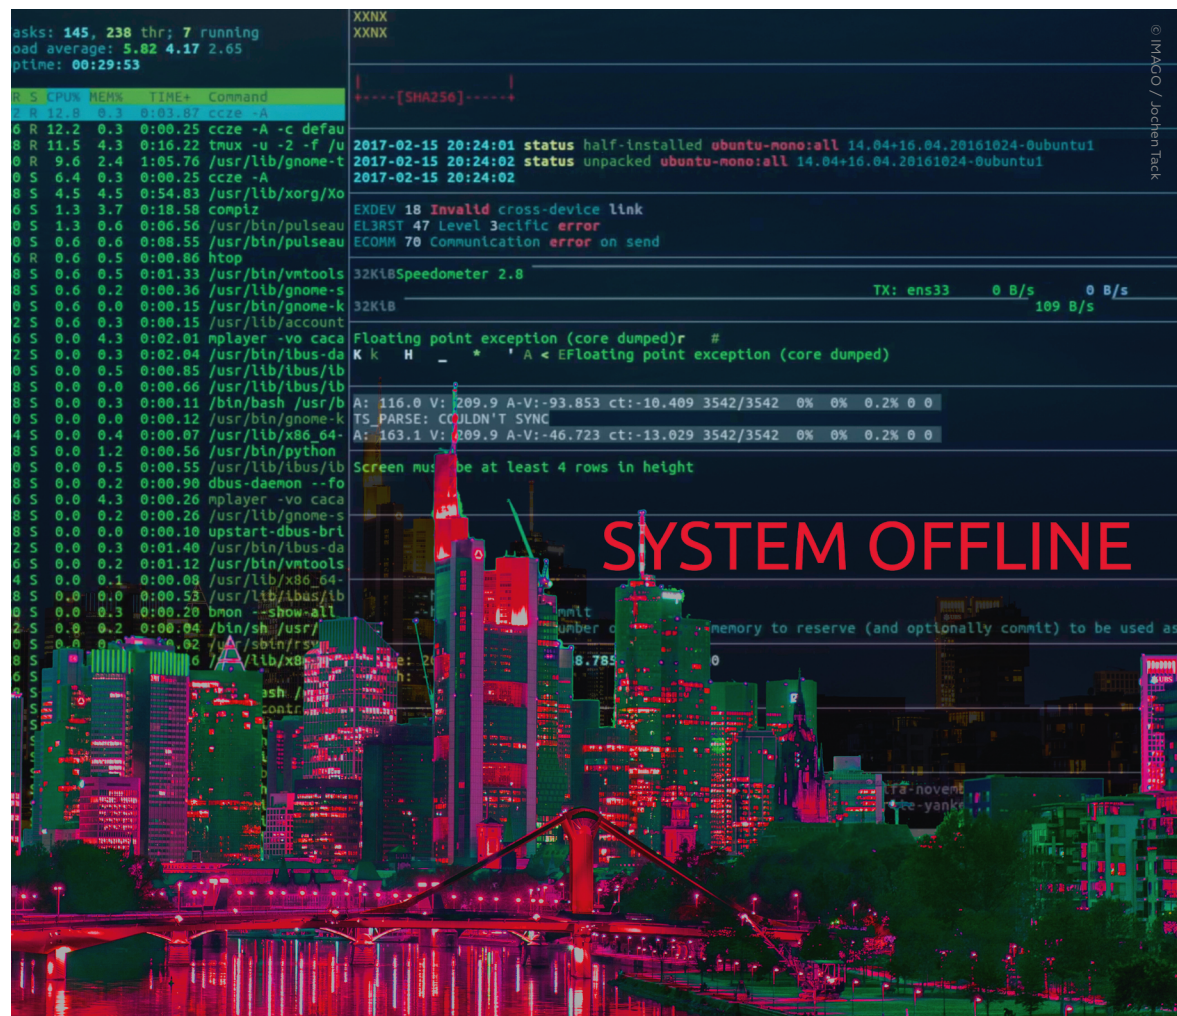 asks: 145, 238 thr; 7 running
oad average: 5.82 4.17 2.65
ptime: 00:29:53
R S CPU% MEM% TIME+ Command
2 R 12.8 0.3 0:03.87 ccze -A
6 R 12.2 0.3 0:00.25 ccze -A -c defau
8 R 11.5 4.3 0:16.22 tmux -u -2 -f /u
0 R 9.6 2.4 1:05.76 /usr/lib/gnome-t
0 S 6.4 0.3 0:00.25 ccze -A
8 S 4.5 4.5 0:54.83 /usr/lib/xorg/Xo
6 S 1.3 3.7 0:18.58 compiz
0 S 1.3 0.6 0:06.56 /usr/bin/pulseau
0 S 0.6 0.6 0:08.55 /usr/bin/pulseau
6 R 0.6 0.5 0:00.86 htop
8 S 0.6 0.5 0:01.33 /usr/bin/vmtools
8 S 0.6 0.2 0:00.36 /usr/lib/gnome-s
0 S 0.6 0.0 0:00.15 /usr/bin/gnome-k
2 S 0.6 0.3 0:00.15 /usr/lib/account
6 S 0.0 4.3 0:02.01 mplayer -vo caca
2 S 0.0 0.3 0:02.04 /usr/bin/ibus-da
0 S 0.0 0.5 0:00.85 /usr/lib/ibus/ib
0 S 0.0 0.0 0:00.66 /usr/lib/ibus/ib
8 S 0.0 0.3 0:00.11 /bin/bash /usr/b
0 S 0.0 0.0 0:00.12 /usr/bin/gnome-k
4 S 0.0 0.4 0:00.07 /usr/lib/x86_64-
8 S 0.0 1.2 0:00.56 /usr/bin/python
0 S 0.0 0.5 0:00.55 /usr/lib/ibus/ib
8 S 0.0 0.2 0:00.90 dbus-daemon --fo
6 S 0.0 4.3 0:00.26 mplayer -vo caca
8 S 0.0 0.2 0:00.26 /usr/lib/gnome-s
8 S 0.0 0.0 0:00.10 upstart-dbus-bri
2 S 0.0 0.3 0:01.40 /usr/bin/ibus-da
6 S 0.0 0.2 0:01.12 /usr/bin/vmtools
4 S 0.0 0.1 0:00.08 /usr/lib/x86_64-
8 S 0.0 0.0 0:00.53 /usr/lib/ibus/ib
0 S 0.0 0.3 0:00.20 bmon --show-all
2 S 0.0 0.2 0:00.04 /bin/sh /usr/
XXNX
XXNX
+----[SHA256]-----+
2017-02-15 20:24:01 status half-installed ubuntu-mono:all 14.04+16.04.20161024-0ubuntu1
2017-02-15 20:24:02 status unpacked ubuntu-mono:all 14.04+16.04.20161024-0ubuntu1
2017-02-15 20:24:02
EXDEV 18 Invalid cross-device link
EL3RST 47 Level 3ecific error
ECOMM 70 Communication error on send
32KiBSpeedometer 2.8
TX: ens33 0 B/s 0 B/s
32KiB 109 B/s
Floating point exception (core dumped)r #
K k H _ * ' A < EFloating point exception (core dumped)
A: 116.0 V: 209.9 A-V:-93.853 ct:-10.409 3542/3542 0% 0% 0.2% 0 0
TS_PARSE: COULDN'T SYNC
A: 163.1 V: 209.9 A-V:-46.723 ct:-13.029 3542/3542 0% 0% 0.2% 0 0
Screen must be at least 4 rows in height
SYSTEM OFFLINE
memory to reserve (and optionally commit) to be used as
UBS
© IMAGO / Jochen Tack